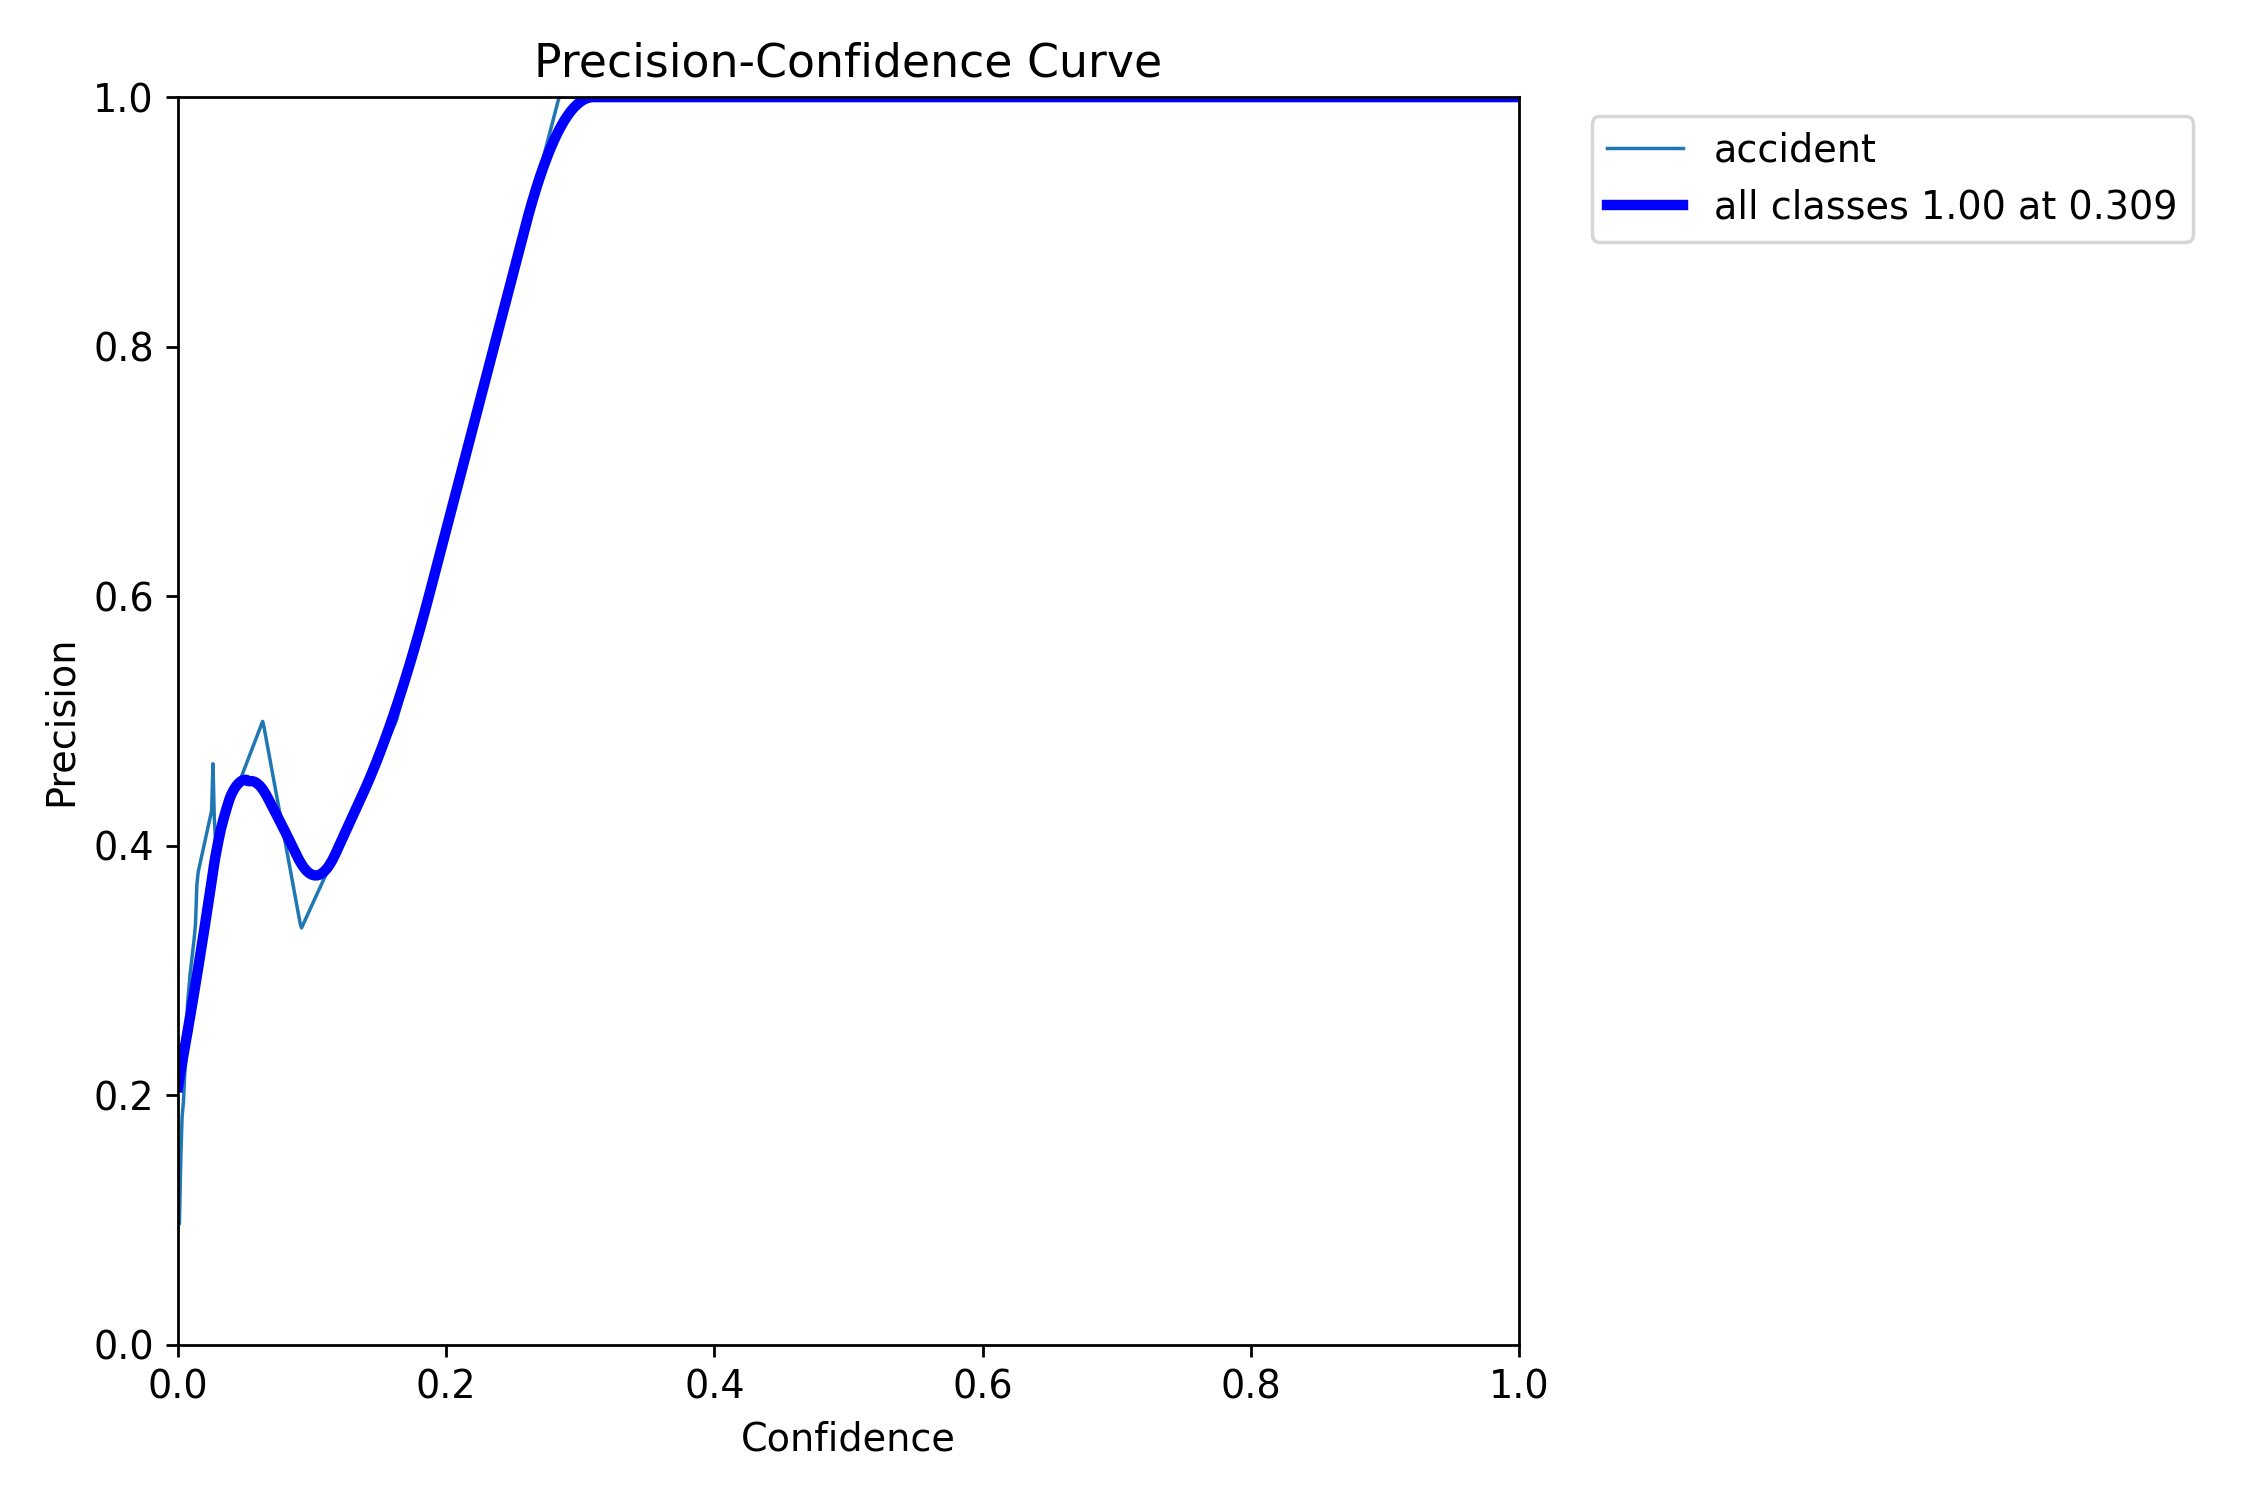 Precision-Confidence Curve
accident
all classes 1.00 at 0.309
Precision
1.0
0.8
0.6
0.4
0.2
0.0
0.0 0.2 0.4 0.6 0.8 1.0
Confidence